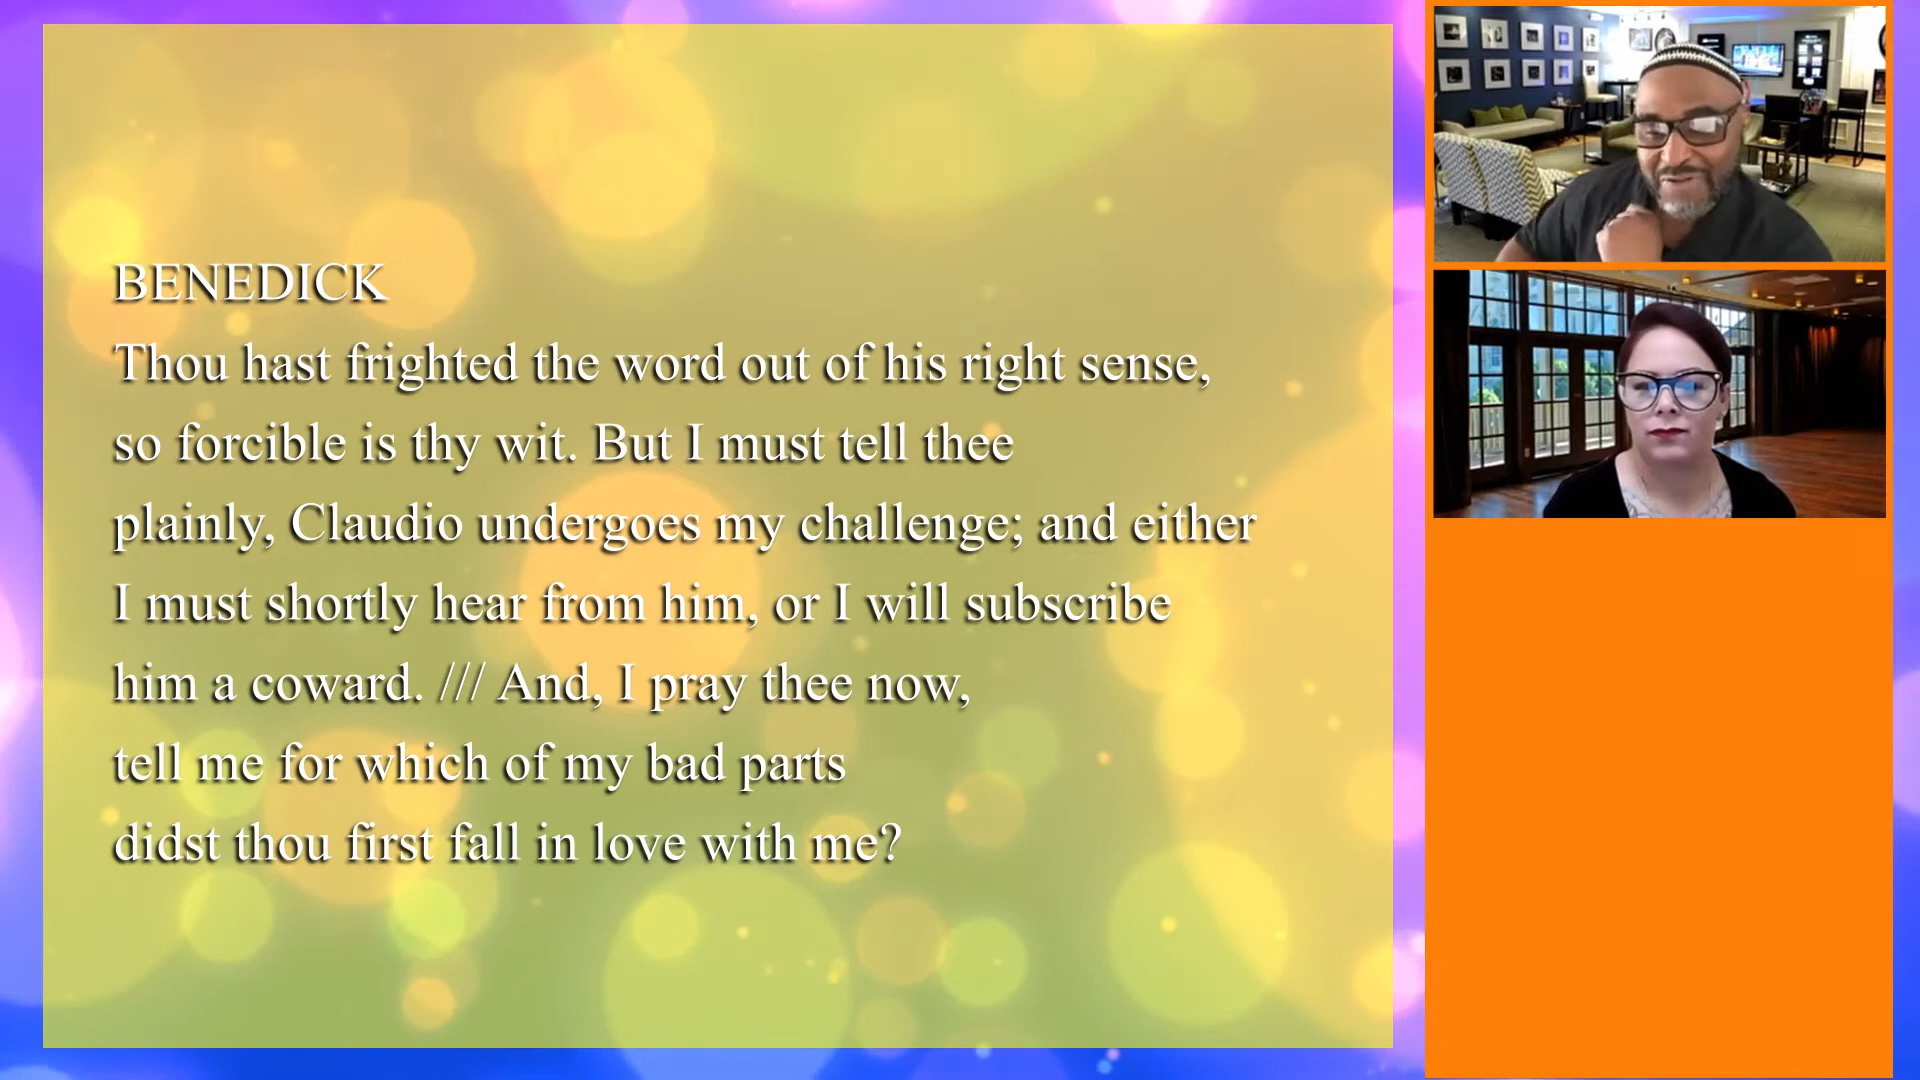 BENEDICK
Thou hast frighted the word out of his right sense,
so forcible is thy wit. But I must tell thee
plainly, Claudio undergoes my challenge; and either
I must shortly hear from him, or I will subscribe
him a coward. /// And, I pray thee now,
tell me for which of my bad parts
didst thou first fall in love with me?